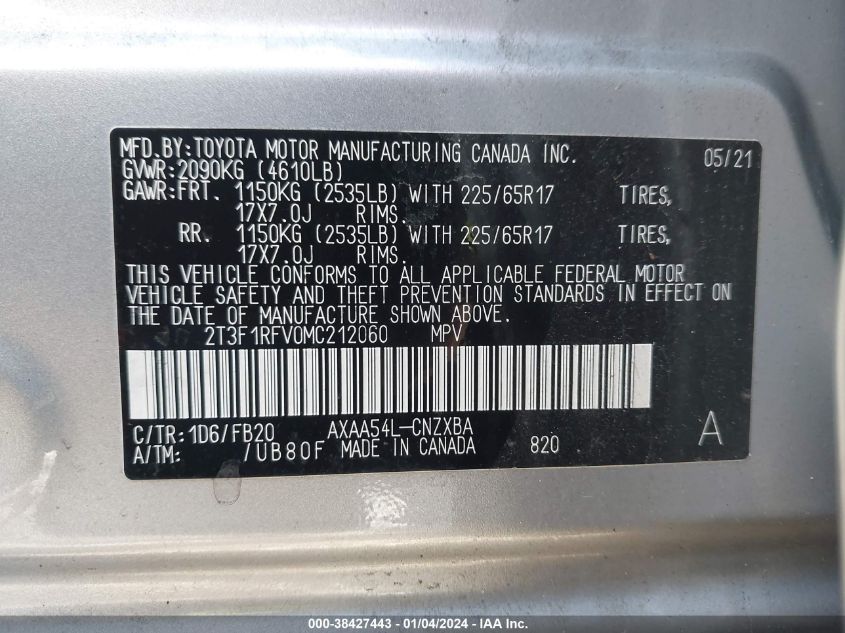 MFD.BY:TOYOTA MOTOR MANUFACTURING CANADA INC. 05/21
GVWR:2090KG (4610LB)
GAWR:FRT. 1150KG (2535LB) WITH 225/65R17 TIRES,
17X7.0J RIMS.
RR. 1150KG (2535LB) WITH 225/65R17 TIRES,
17X7.0J RIMS.
THIS VEHICLE CONFORMS TO ALL APPLICABLE FEDERAL MOTOR
VEHICLE SAFETY AND THEFT PREVENTION STANDARDS IN EFFECT ON
THE DATE OF MANUFACTURE SHOWN ABOVE.
2T3F1RFV0MC212060 MPV
C/TR:1D6/FB20 AXAA54L-CNZXBA A
A/TM: /UB80F MADE IN CANADA 820
000-38427443 - 01/04/2024 - IAA Inc.